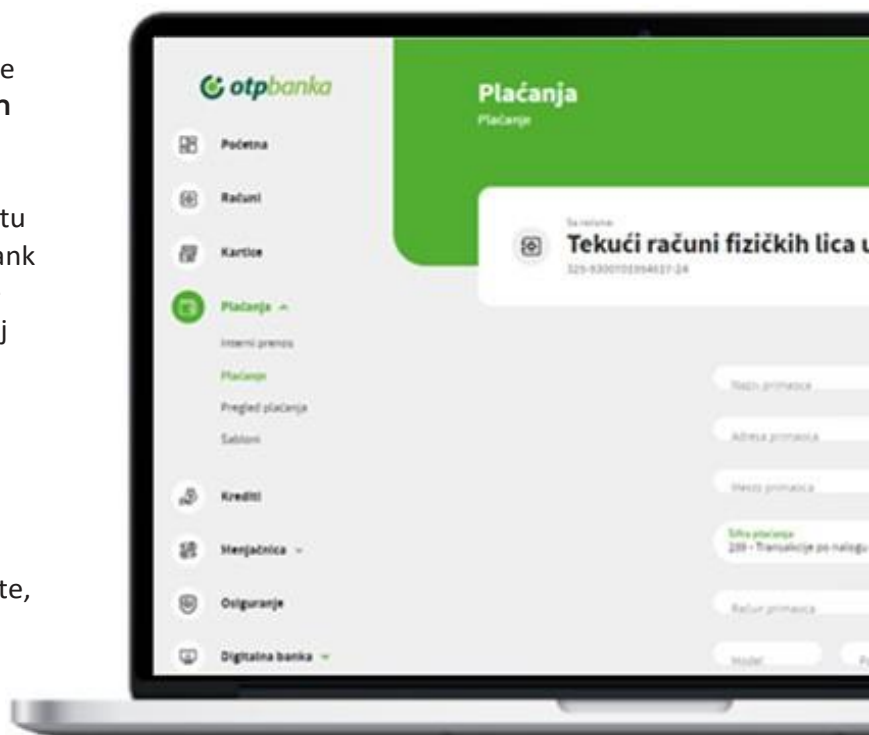 e
n
tu
ank
j
te,
otpbanka
Početna
Računi
Kartice
Plaćanja
Interni prenos
Plaćanje
Pregled plaćanja
Šabloni
Krediti
Menjačnica
Osiguranje
Digitalna banka
Plaćanja
Plaćanje
Sa računa
Tekući računi fizičkih lica u
Naziv primaoca
Adresa primaoca
Mesto primaoca
Šifra plaćanja
289 - Transakcije po nalogu
Račun primaoca
Model